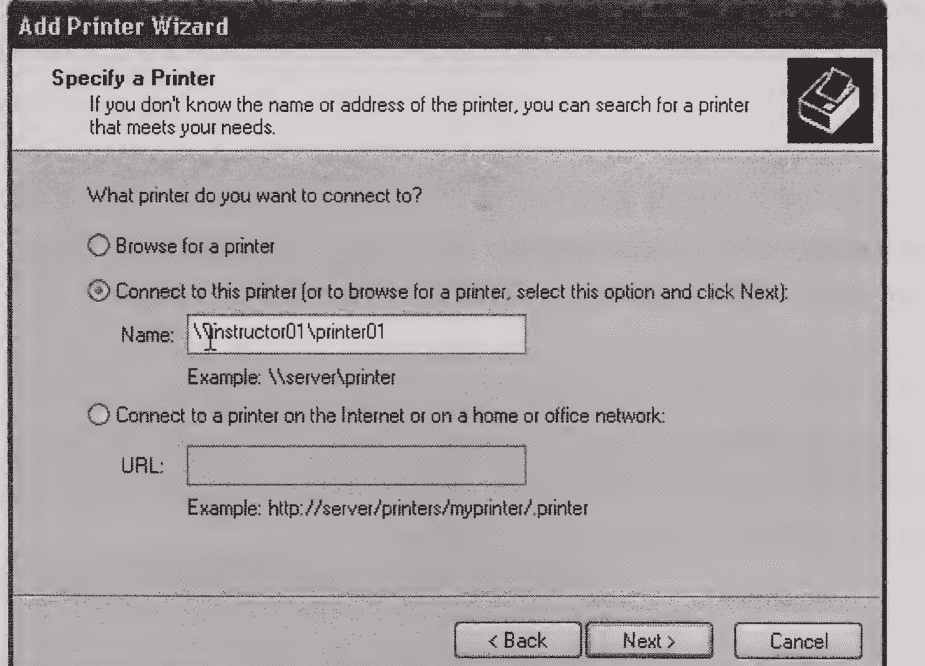 Add Printer Wizard
Specify a Printer
If you don't know the name or address of the printer, you can search for a printer
that meets your needs.
What printer do you want to connect to?
Browse for a printer
Connect to this printer (or to browse for a printer, select this option and click Next):
Name: \\instructor01\printer01
Example: \\server\printer
Connect to a printer on the Internet or on a home or office network:
URL:
Example: http://server/printers/myprinter/.printer
< Back Next > Cancel